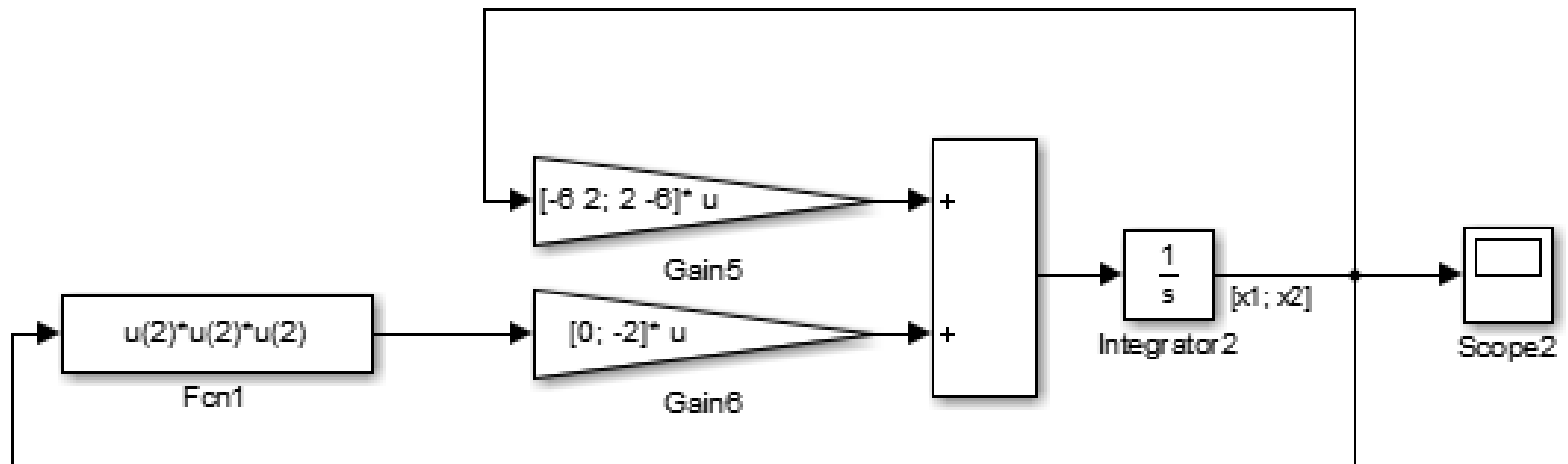 [-6 2; 2 -6]* u
+
Gain5
u(2)*u(2)*u(2)
Fcn1
[0; -2]* u
+
Gain6
1
s
[x1; x2]
Integrator2
Scope2